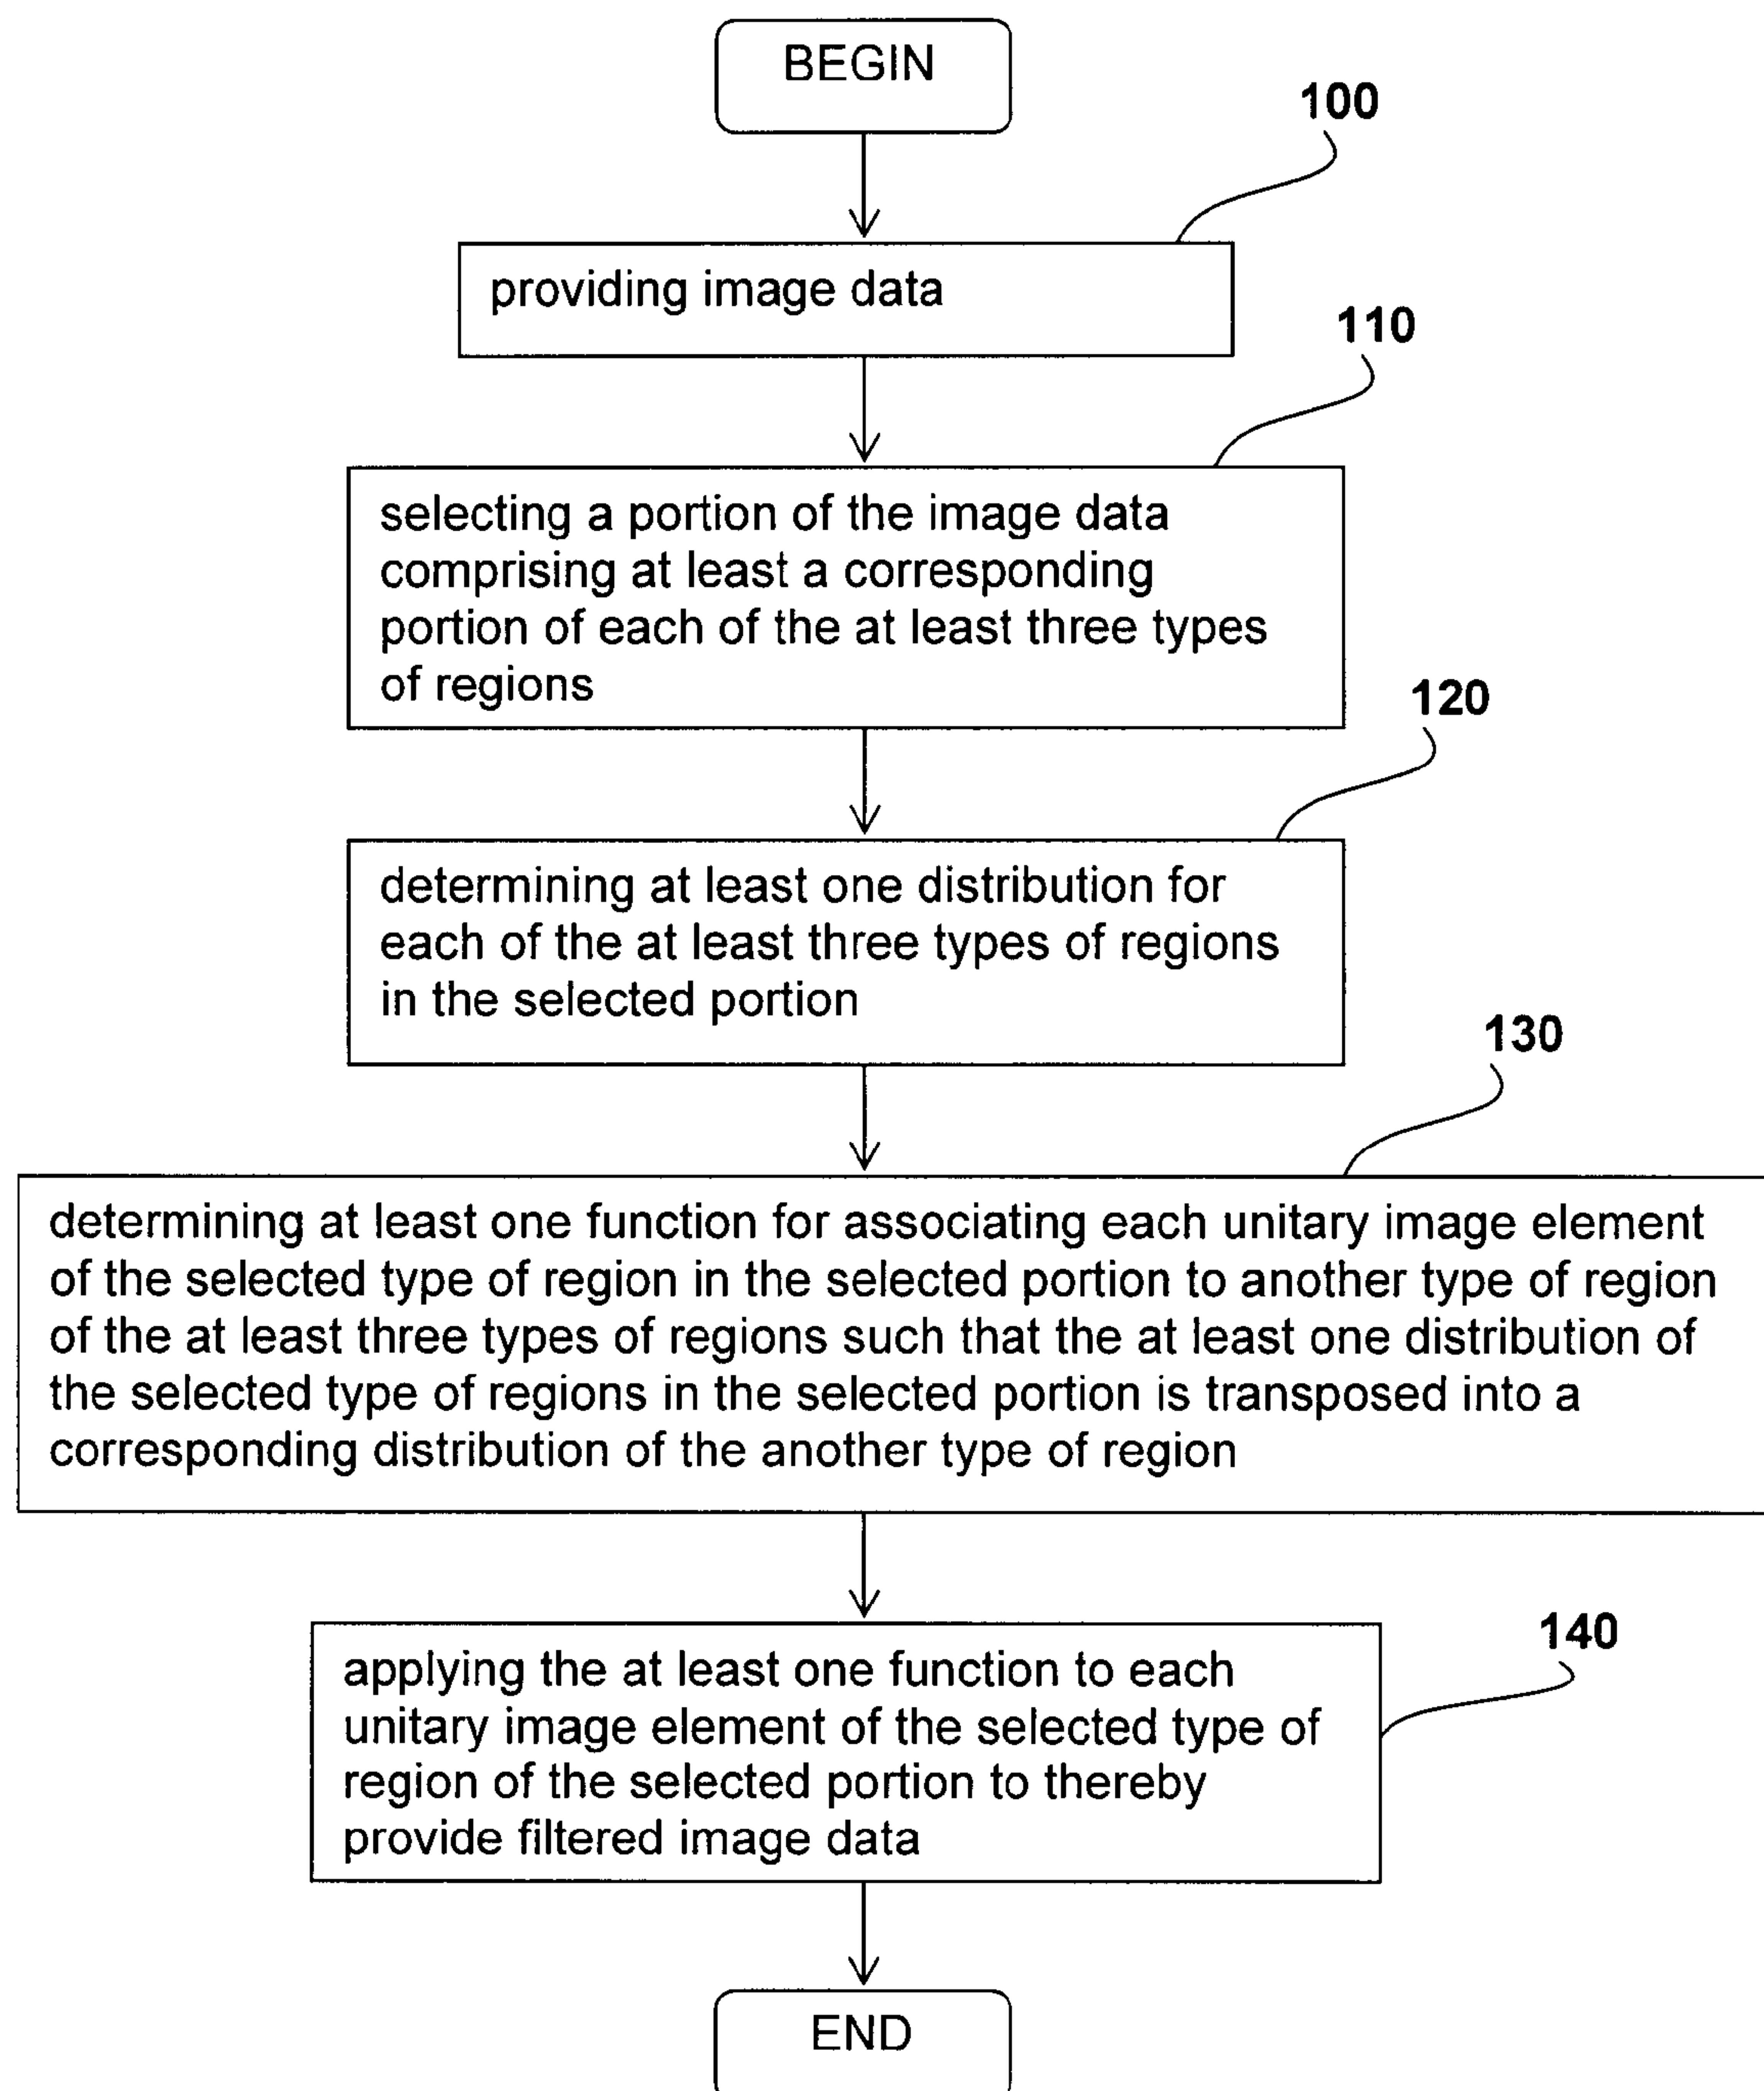 BEGIN
100
providing image data
110
selecting a portion of the image data
comprising at least a corresponding
portion of each of the at least three types
of regions
120
determining at least one distribution for
each of the at least three types of regions
in the selected portion
130
determining at least one function for associating each unitary image element
of the selected type of region in the selected portion to another type of region
of the at least three types of regions such that the at least one distribution of
the selected type of regions in the selected portion is transposed into a
corresponding distribution of the another type of region
140
applying the at least one function to each
unitary image element of the selected type of
region of the selected portion to thereby
provide filtered image data
END